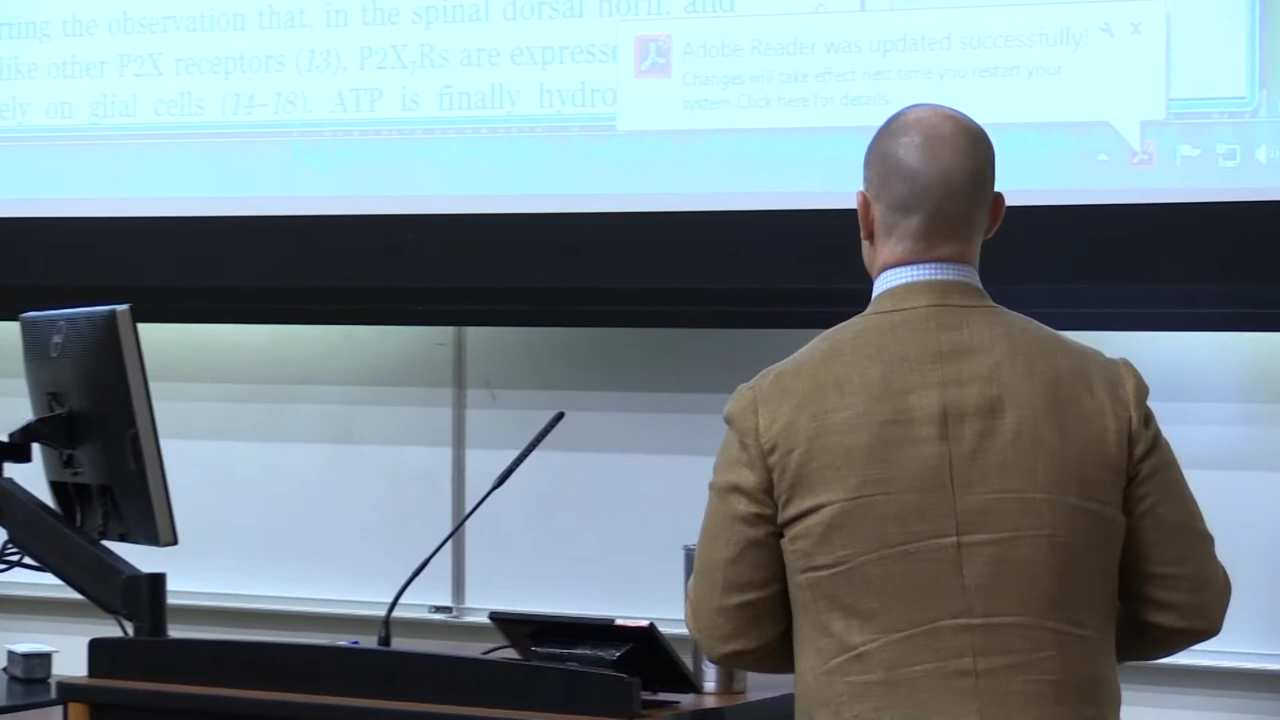 rting the observation that, in the spinal dorsal horn, and
like other P2X receptors (13), P2X₇Rs are expresse
ely on glial cells (14–18). ATP is finally hydro
Adobe Reader was updated successfully!
Changes will take effect next time you restart your
system.Click here for details.